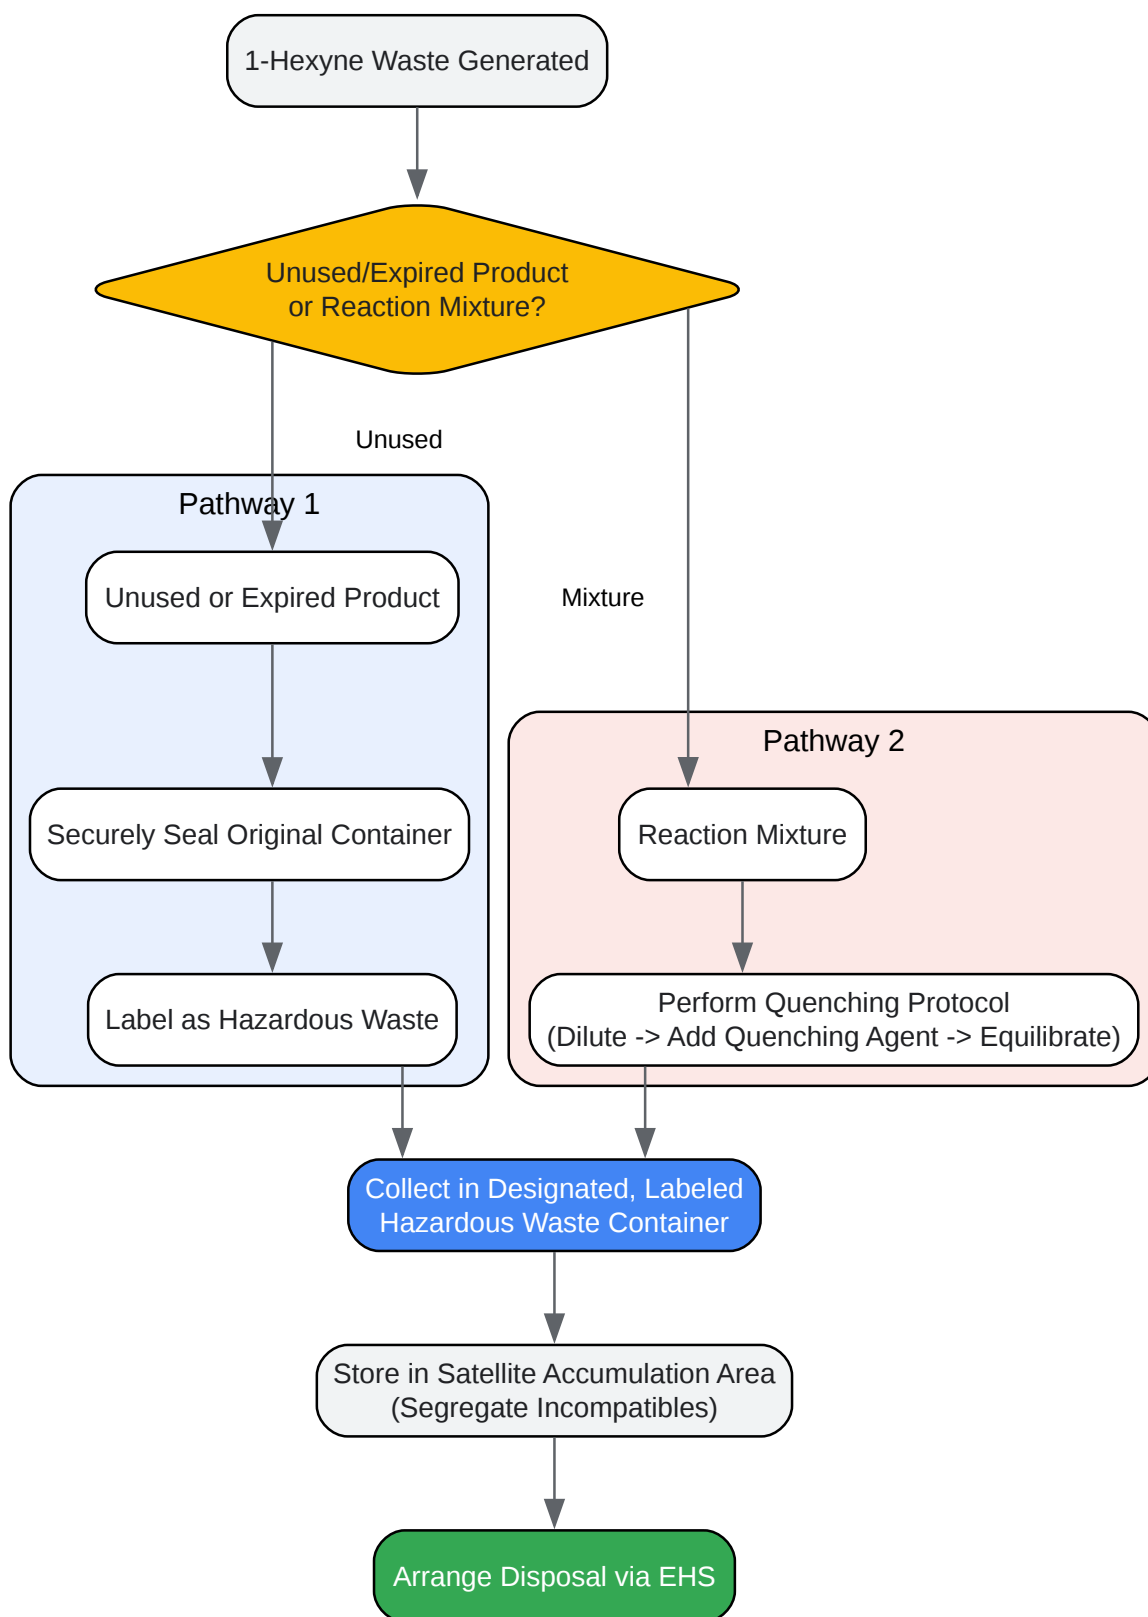 1-Hexyne Waste Generated
Unused/Expired Product
or Reaction Mixture?
Unused
Pathway 1
Unused or Expired Product
Mixture
Pathway 2
Securely Seal Original Container
Reaction Mixture
Label as Hazardous Waste
Perform Quenching Protocol
(Dilute -> Add Quenching Agent -> Equilibrate)
Collect in Designated, Labeled
Hazardous Waste Container
Store in Satellite Accumulation Area
(Segregate Incompatibles)
Arrange Disposal via EHS